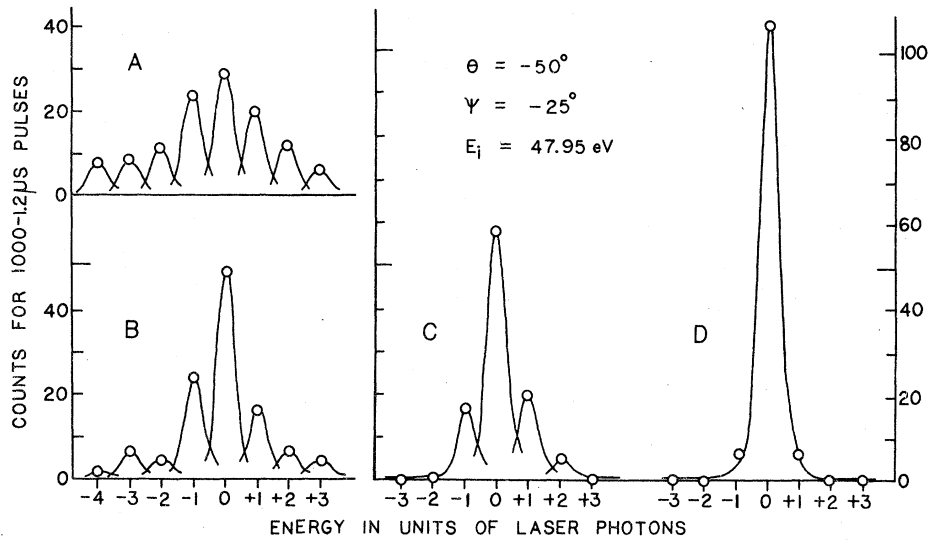 COUNTS FOR 1000-1.2µS PULSES
40
20
0
A
40
20
0
B
-4 -3 -2 -1 0 +1 +2 +3
θ = -50°
Ψ = -25°
Ei = 47.95 eV
C
D
-3 -2 -1 0 +1 +2 +3
-3 -2 -1 0 +1 +2 +3
100
80
60
40
20
0
ENERGY IN UNITS OF LASER PHOTONS